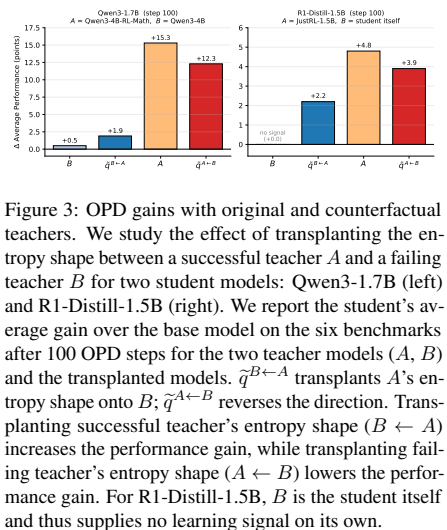 Qwen3-1.7B (step 100)
A = Qwen3-4B-RL-Math, B = Qwen3-4B
Δ Average Performance (points)
17.5
15.0
12.5
10.0
7.5
5.0
2.5
0.0
+0.5
+1.9
+15.3
+12.3
B
q̃^{B←A}
A
q̃^{A←B}
R1-Distill-1.5B (step 100)
A = JustRL-1.5B, B = student itself
6
5
4
3
2
1
0
no signal
(+0.0)
+2.2
+4.8
+3.9
B
q̃^{B←A}
A
q̃^{A←B}
Figure 3: OPD gains with original and counterfactual
teachers. We study the effect of transplanting the en-
tropy shape between a successful teacher A and a failing
teacher B for two student models: Qwen3-1.7B (left)
and R1-Distill-1.5B (right). We report the student's av-
erage gain over the base model on the six benchmarks
after 100 OPD steps for the two teacher models (A, B)
and the transplanted models. q̃^{B←A} transplants A's en-
tropy shape onto B; q̃^{A←B} reverses the direction. Trans-
planting successful teacher's entropy shape (B ← A)
increases the performance gain, while transplanting fail-
ing teacher's entropy shape (A ← B) lowers the perfor-
mance gain. For R1-Distill-1.5B, B is the student itself
and thus supplies no learning signal on its own.